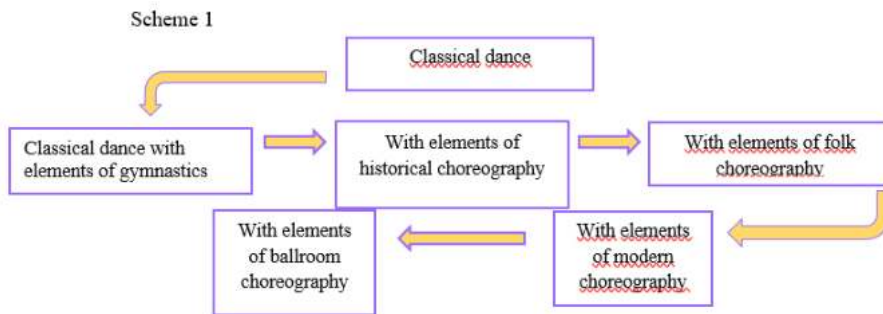 Scheme 1
Classical dance
Classical dance with
elements of gymnastics
With elements of
historical choreography
With elements of folk
choreography
With elements
of modern
choreography
With elements
of ballroom
choreography